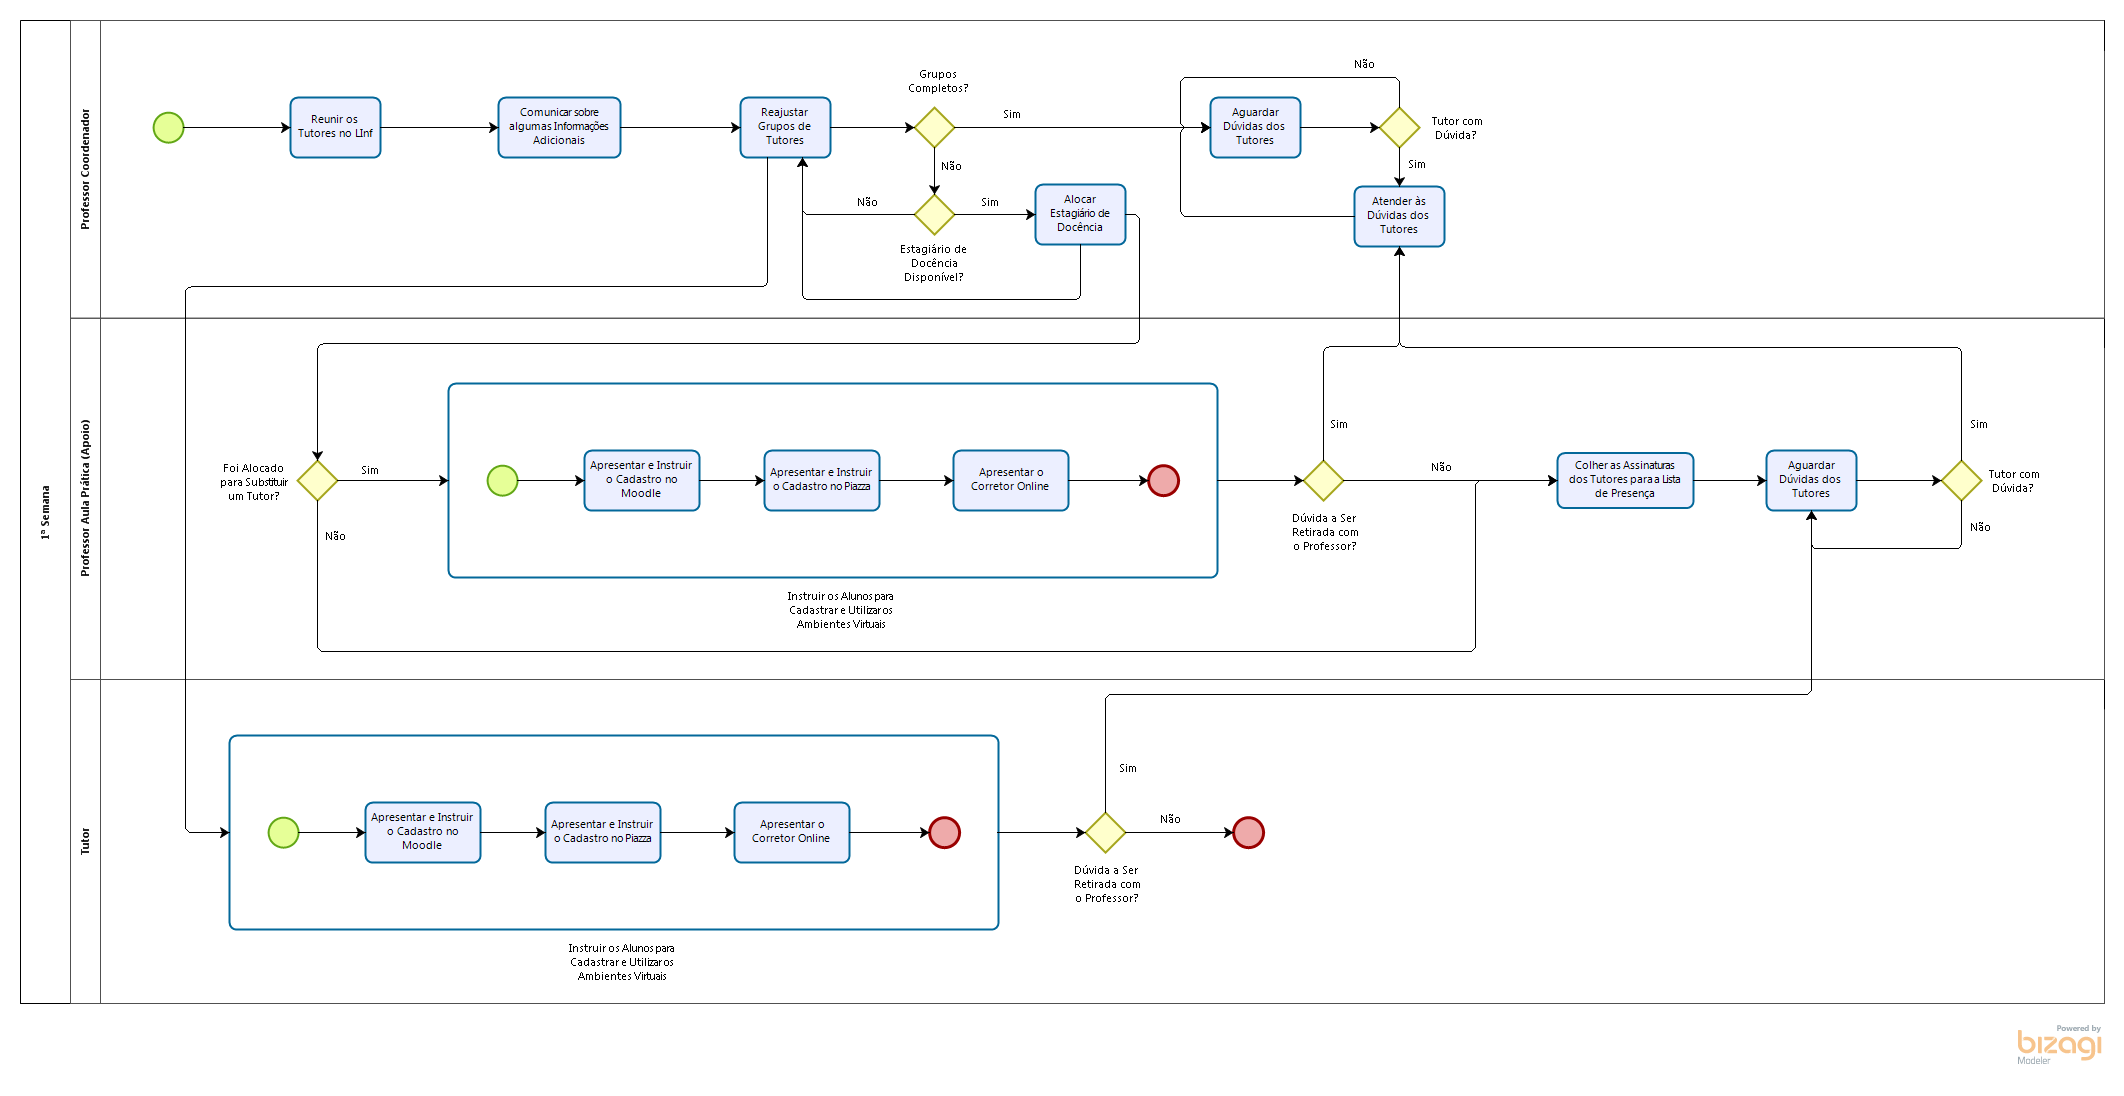 1ª Semana
Professor Coordenador
Reunir os
Tutores no LInf
Comunicar sobre
algumas Informações
Adicionais
Reajustar
Grupos de
Tutores
Grupos
Completos?
Sim
Não
Estagiário de
Docência
Disponível?
Não
Sim
Alocar
Estagiário de
Docência
Aguardar
Dúvidas dos
Tutores
Não
Tutor com
Dúvida?
Sim
Atender às
Dúvidas dos
Tutores
Professor Aula Prática (Apoio)
Foi Alocado
para Substituir
um Tutor?
Sim
Não
Apresentar e Instruir
o Cadastro no
Moodle
Apresentar e Instruir
o Cadastro no Piazza
Apresentar o
Corretor Online
Instruir os Alunos para
Cadastrar e Utilizar os
Ambientes Virtuais
Sim
Dúvida a Ser
Retirada com
o Professor?
Não
Colher as Assinaturas
dos Tutores para a Lista
de Presença
Aguardar
Dúvidas dos
Tutores
Sim
Tutor com
Dúvida?
Não
Tutor
Apresentar e Instruir
o Cadastro no
Moodle
Apresentar e Instruir
o Cadastro no Piazza
Apresentar o
Corretor Online
Instruir os Alunos para
Cadastrar e Utilizar os
Ambientes Virtuais
Sim
Dúvida a Ser
Retirada com
o Professor?
Não
Powered by
bizagi
Modeler